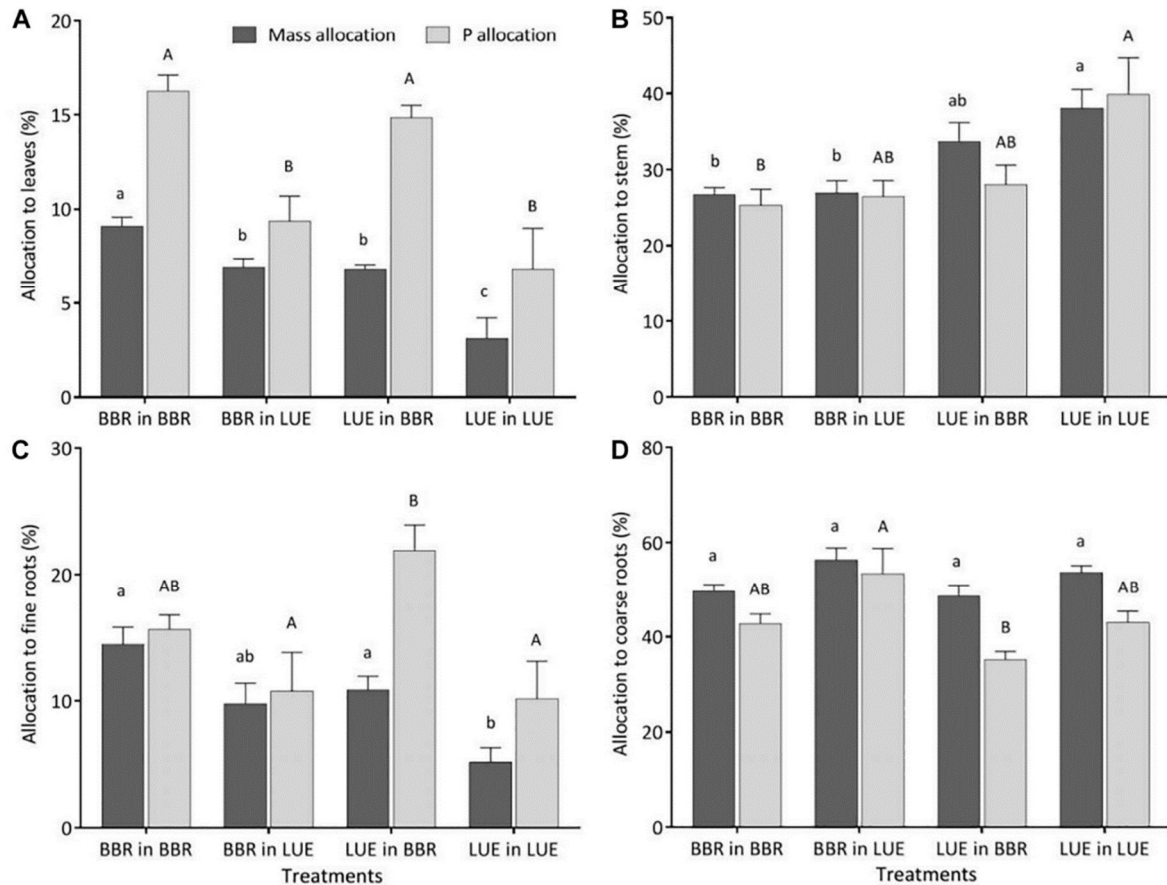 A
Mass allocation
P allocation
Allocation to leaves (%)
20
15
10
5
0
a
A
b
B
b
A
c
B
BBR in BBR
BBR in LUE
LUE in BBR
LUE in LUE
B
Allocation to stem (%)
50
40
30
20
10
0
b
B
b
AB
ab
AB
a
A
BBR in BBR
BBR in LUE
LUE in BBR
LUE in LUE
C
Allocation to fine roots (%)
30
20
10
0
a
AB
ab
A
a
B
b
A
BBR in BBR
BBR in LUE
LUE in BBR
LUE in LUE
Treatments
D
Allocation to coarse roots (%)
80
60
40
20
0
a
AB
a
A
a
B
a
AB
BBR in BBR
BBR in LUE
LUE in BBR
LUE in LUE
Treatments